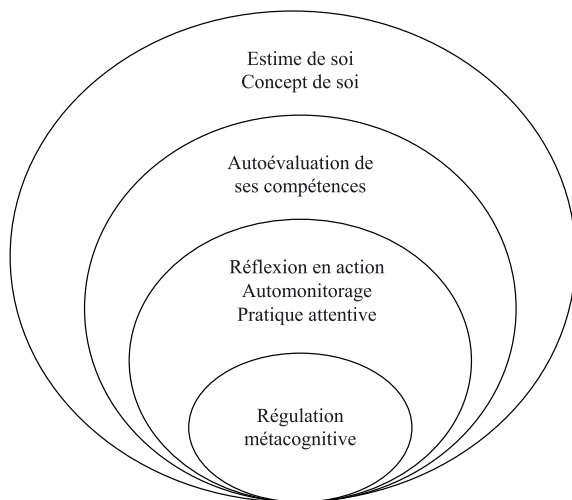 Estime de soi
Concept de soi
Autoévaluation de
ses compétences
Réflexion en action
Automonitorage
Pratique attentive
Régulation
métacognitive